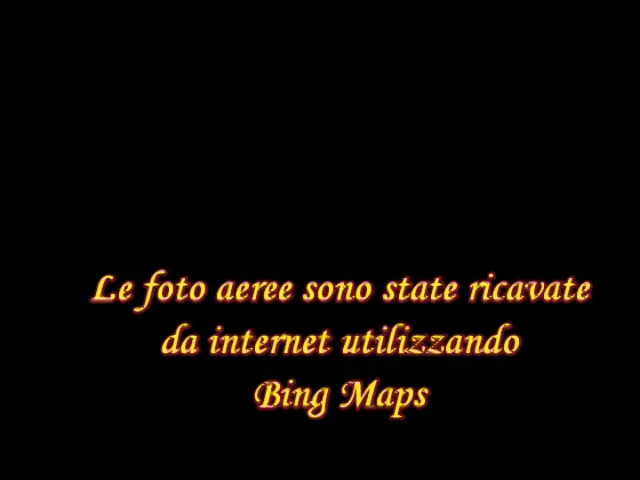 Le foto aeree sono state ricavate
da internet utilizzando
Bing Maps